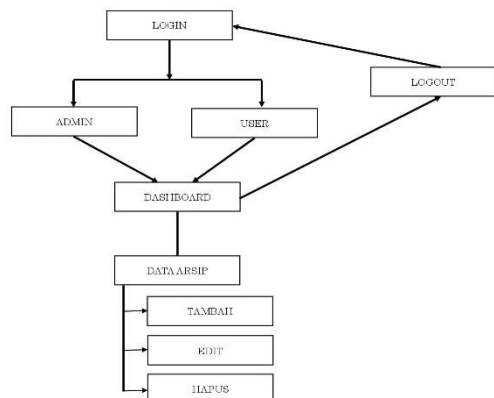 LOGIN
LOGOUT
ADMIN
USER
DASHBOARD
DATA ARSIP
TAMBAH
EDIT
HAPUS